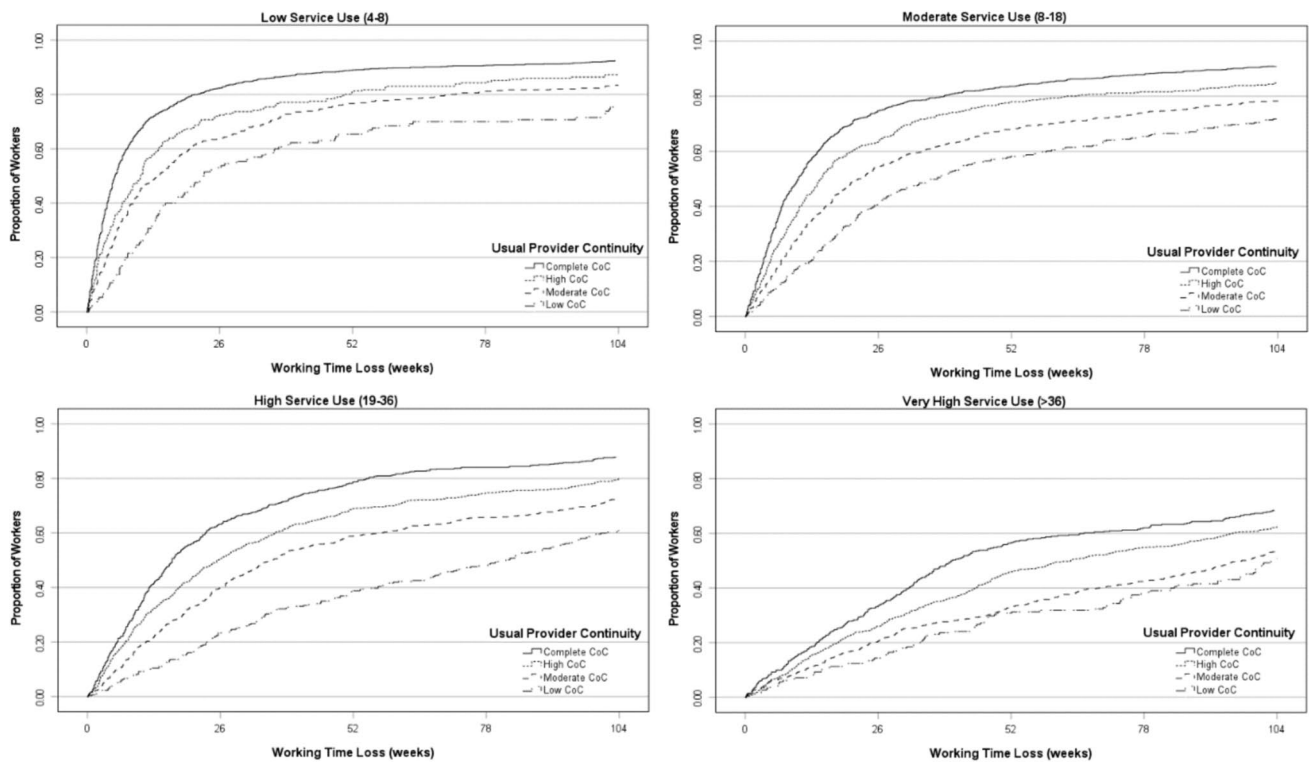 Low Service Use (4-8)
Proportion of Workers
1.00
0.80
0.60
0.40
0.20
0.00
Usual Provider Continuity
Complete CoC
High CoC
Moderate CoC
Low CoC
0 26 52 78 104
Working Time Loss (weeks)
Moderate Service Use (8-18)
Proportion of Workers
1.00
0.80
0.60
0.40
0.20
0.00
Usual Provider Continuity
Complete CoC
High CoC
Moderate CoC
Low CoC
0 26 52 78 104
Working Time Loss (weeks)
High Service Use (19-36)
Proportion of Workers
1.00
0.80
0.60
0.40
0.20
0.00
Usual Provider Continuity
Complete CoC
High CoC
Moderate CoC
Low CoC
0 26 52 78 104
Working Time Loss (weeks)
Very High Service Use (>36)
Proportion of Workers
1.00
0.80
0.60
0.40
0.20
0.00
Usual Provider Continuity
Complete CoC
High CoC
Moderate CoC
Low CoC
0 26 52 78 104
Working Time Loss (weeks)